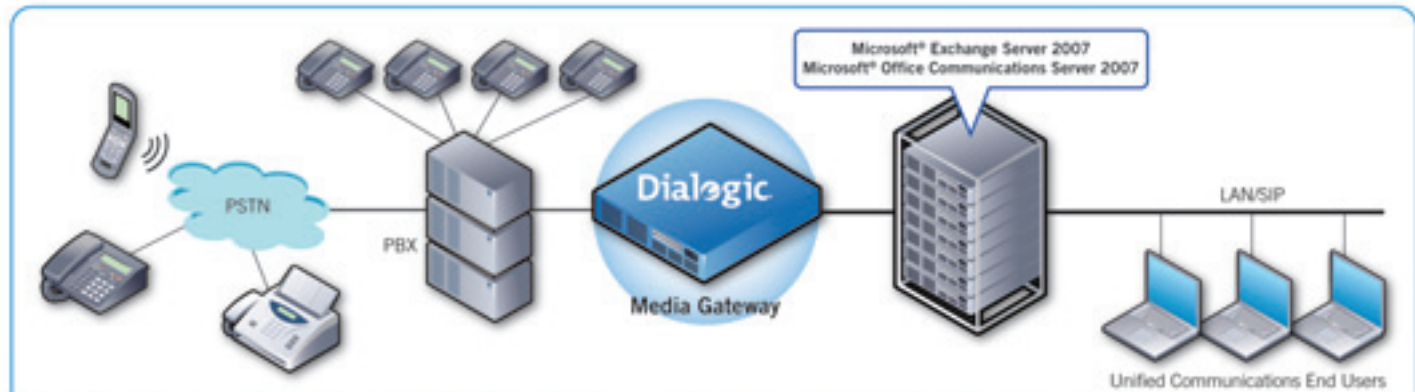 Microsoft® Exchange Server 2007
Microsoft® Office Communications Server 2007
PSTN
PBX
Dialogic
Media Gateway
LAN/SIP
Unified Communications End Users